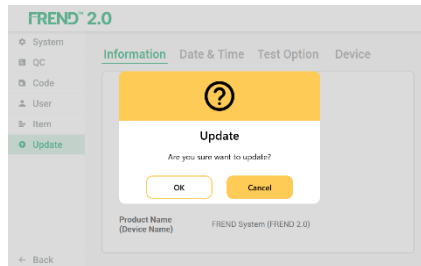 FREND™ 2.0
System
QC
Code
User
Item
Update
Back
Information Date & Time Test Option Device
Update
Are you sure want to update?
OK Cancel
Product Name FREND System (FREND 2.0)
(Device Name)